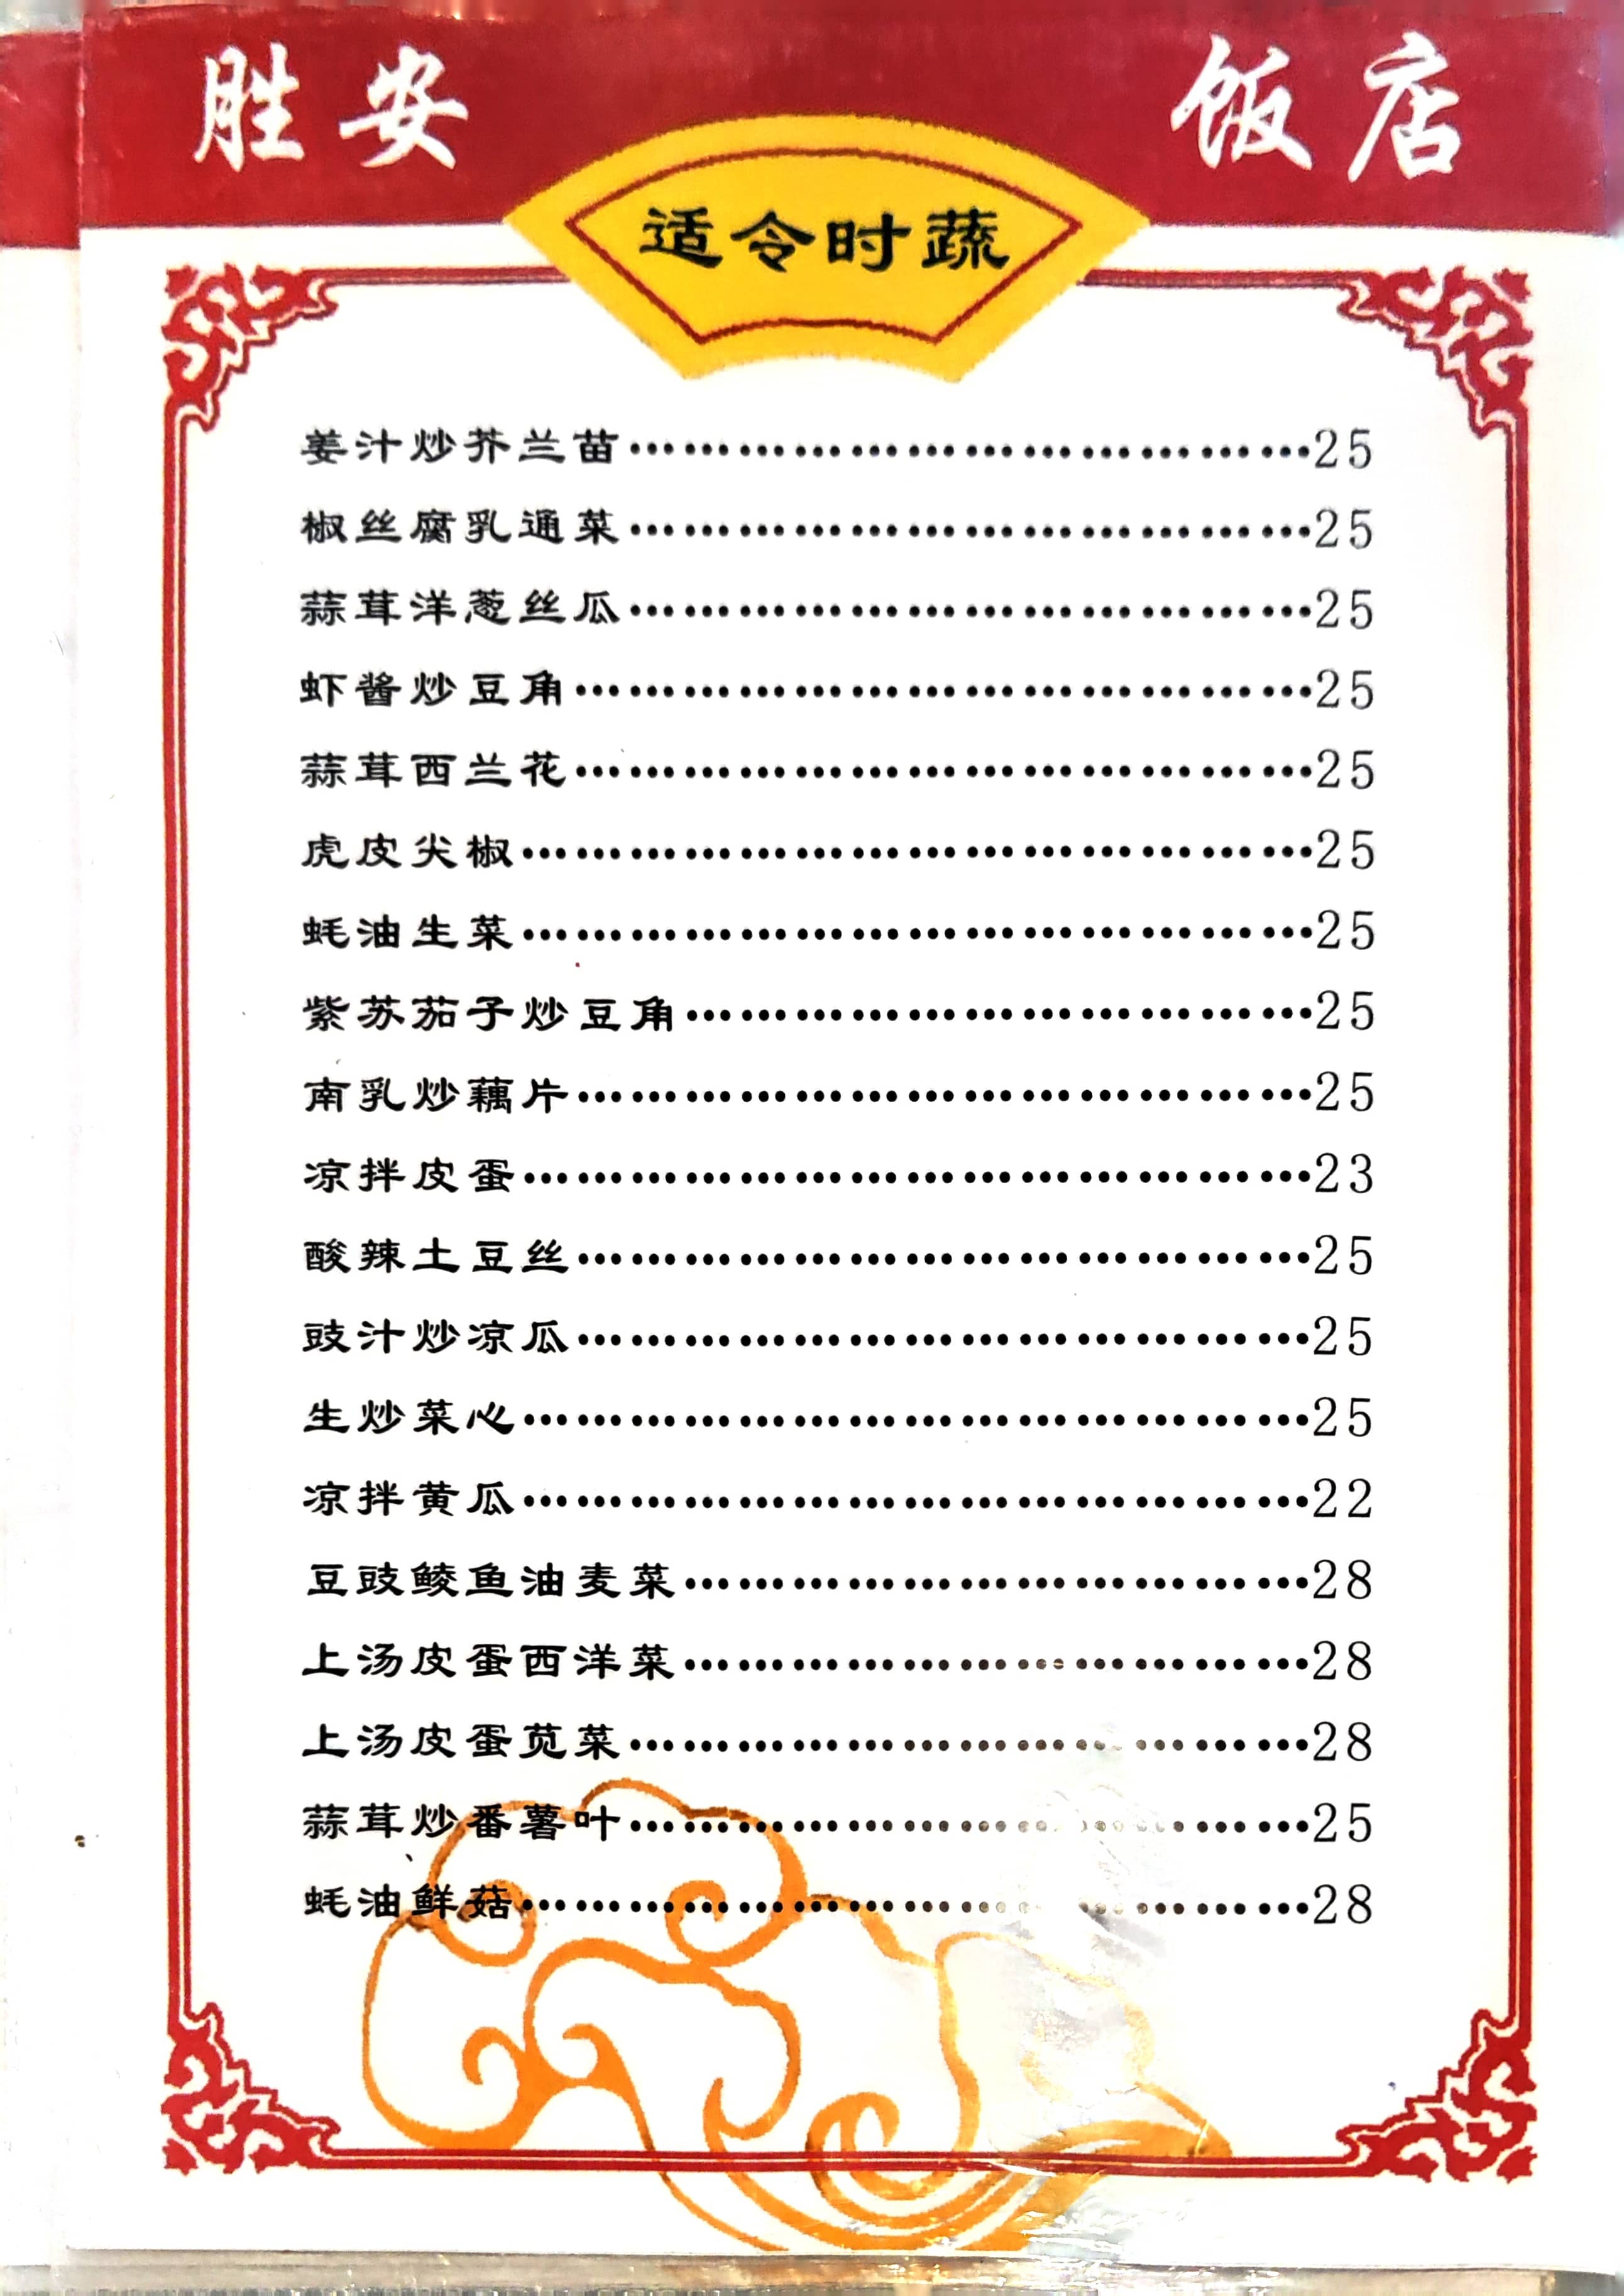 胜安 饭店
适令时蔬
姜汁炒芥兰苗……………………………………25
椒丝腐乳通菜……………………………………25
蒜茸洋葱丝瓜……………………………………25
虾酱炒豆角……………………………………25
蒜茸西兰花……………………………………25
虎皮尖椒……………………………………25
蚝油生菜……………………………………25
紫苏茄子炒豆角……………………………………25
南乳炒藕片……………………………………25
凉拌皮蛋……………………………………23
酸辣土豆丝……………………………………25
豉汁炒凉瓜……………………………………25
生炒菜心……………………………………25
凉拌黄瓜……………………………………22
豆豉鲮鱼油麦菜……………………………………28
上汤皮蛋西洋菜……………………………………28
上汤皮蛋苋菜……………………………………28
蒜茸炒番薯叶……………………………………25
蚝油鲜菇……………………………………28